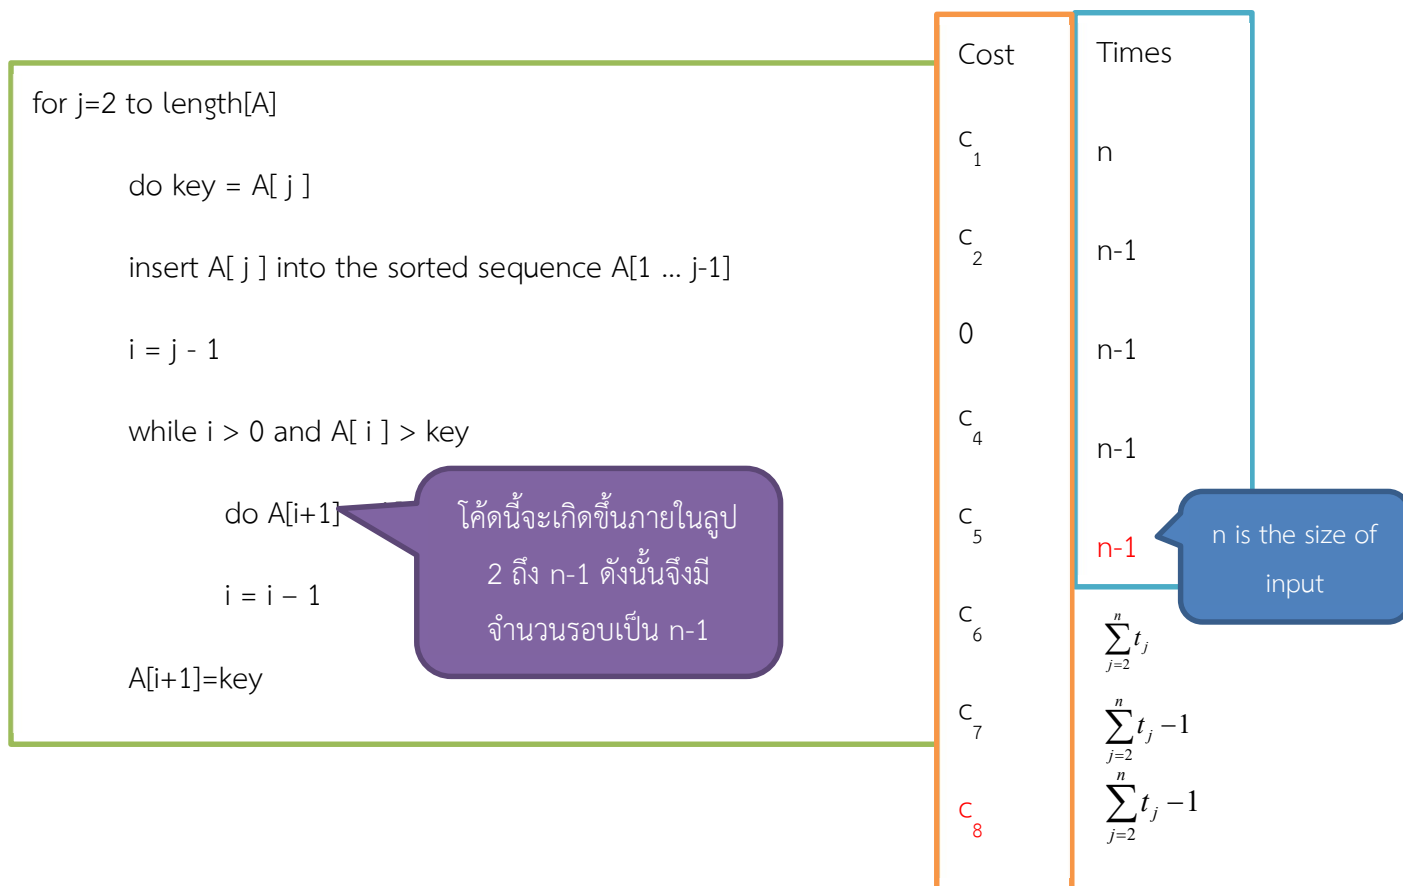 for j=2 to length[A]
do key = A[ j ]
insert A[ j ] into the sorted sequence A[1 ... j-1]
i = j - 1
while i > 0 and A[ i ] > key
do A[i+1]
i = i – 1
A[i+1]=key
โค้ดนี้จะเกิดขึ้นภายในลูป
2 ถึง n-1 ดังนั้นจึงมี
จำนวนรอบเป็น n-1
Cost
c₁
c₂
0
c₄
c₅
c₆
c₇
c₈
Times
n
n-1
n-1
n-1
n-1
n is the size of
input
∑_{j=2}^{n} t_j
∑_{j=2}^{n} t_j −1
∑_{j=2}^{n} t_j −1